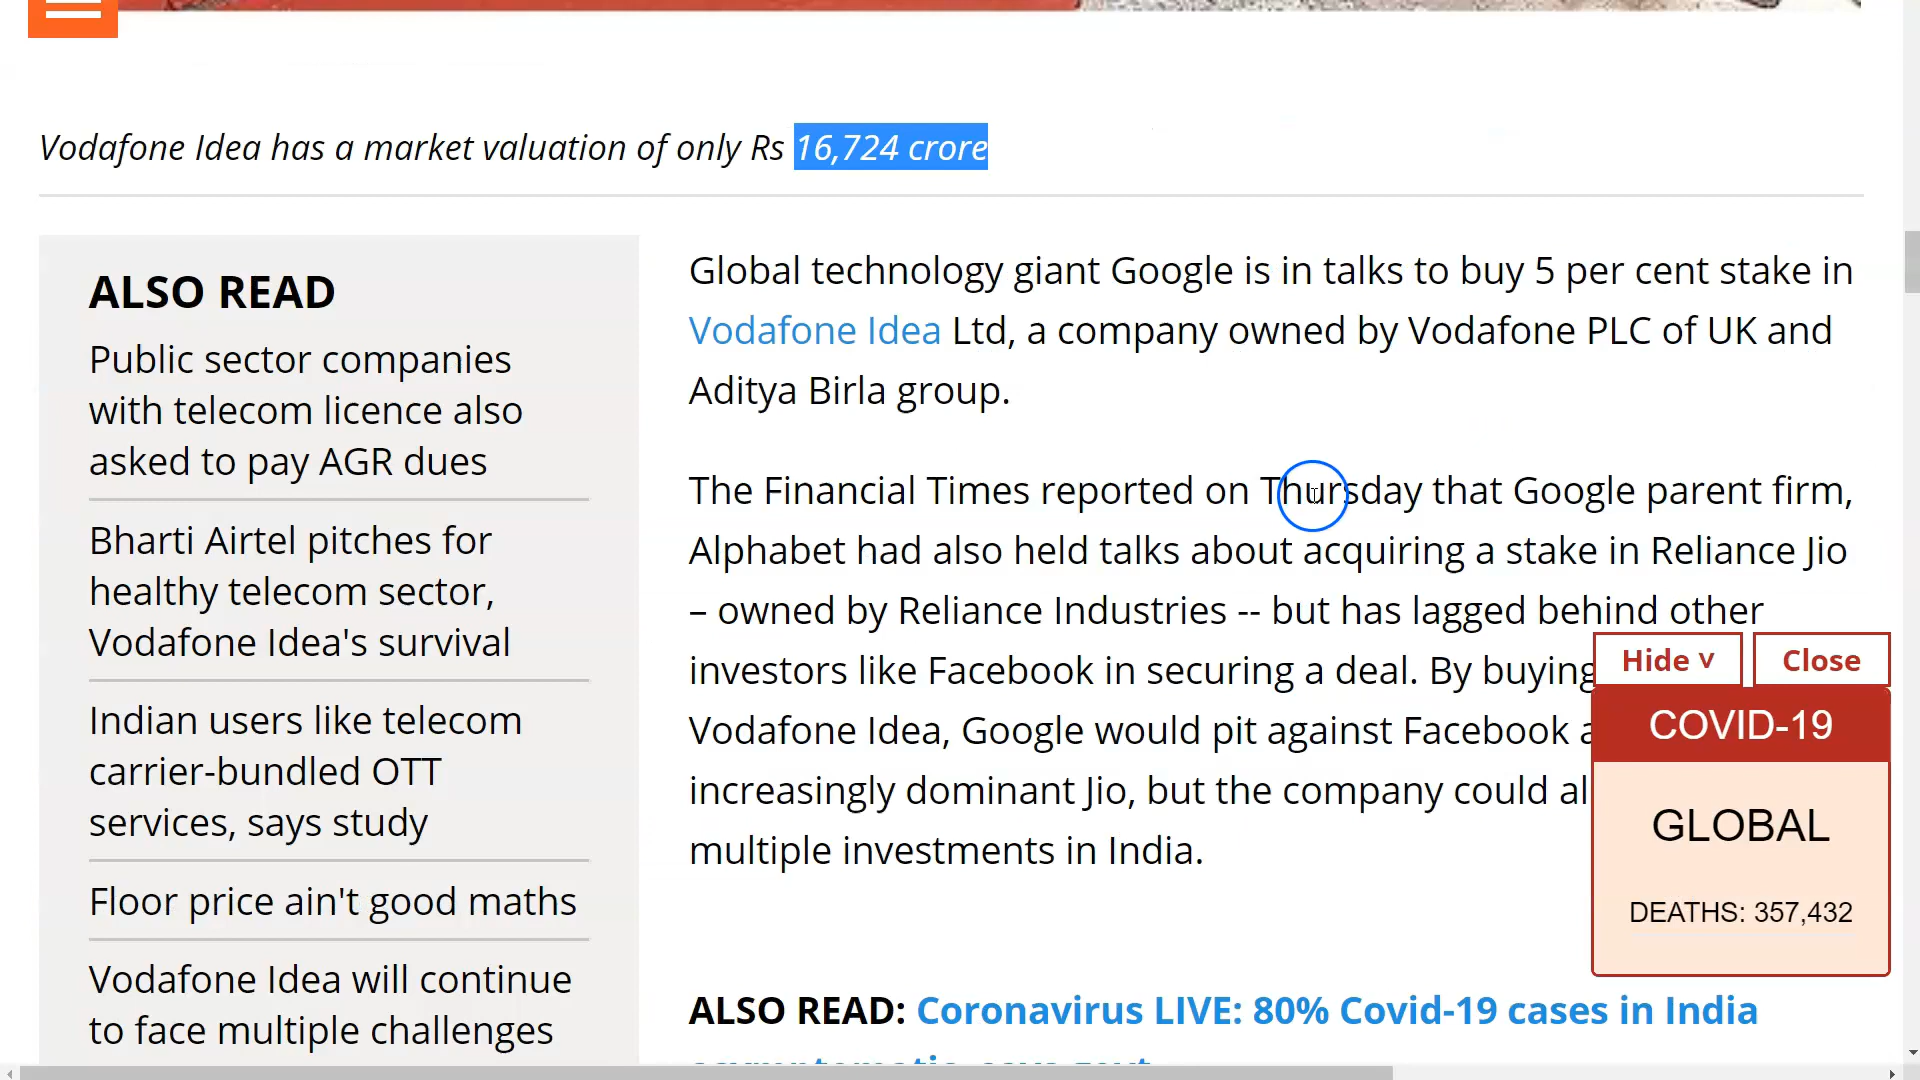 Vodafone Idea has a market valuation of only Rs 16,724 crore
ALSO READ
Public sector companies
with telecom licence also
asked to pay AGR dues
Bharti Airtel pitches for
healthy telecom sector,
Vodafone Idea's survival
Indian users like telecom
carrier-bundled OTT
services, says study
Floor price ain't good maths
Vodafone Idea will continue
to face multiple challenges
Global technology giant Google is in talks to buy 5 per cent stake in
Vodafone Idea Ltd, a company owned by Vodafone PLC of UK and
Aditya Birla group.
The Financial Times reported on Thursday that Google parent firm,
Alphabet had also held talks about acquiring a stake in Reliance Jio
– owned by Reliance Industries -- but has lagged behind other
investors like Facebook in securing a deal. By buying
Vodafone Idea, Google would pit against Facebook a
increasingly dominant Jio, but the company could al
multiple investments in India.
ALSO READ: Coronavirus LIVE: 80% Covid-19 cases in India
Hide v
Close
COVID-19
GLOBAL
DEATHS: 357,432